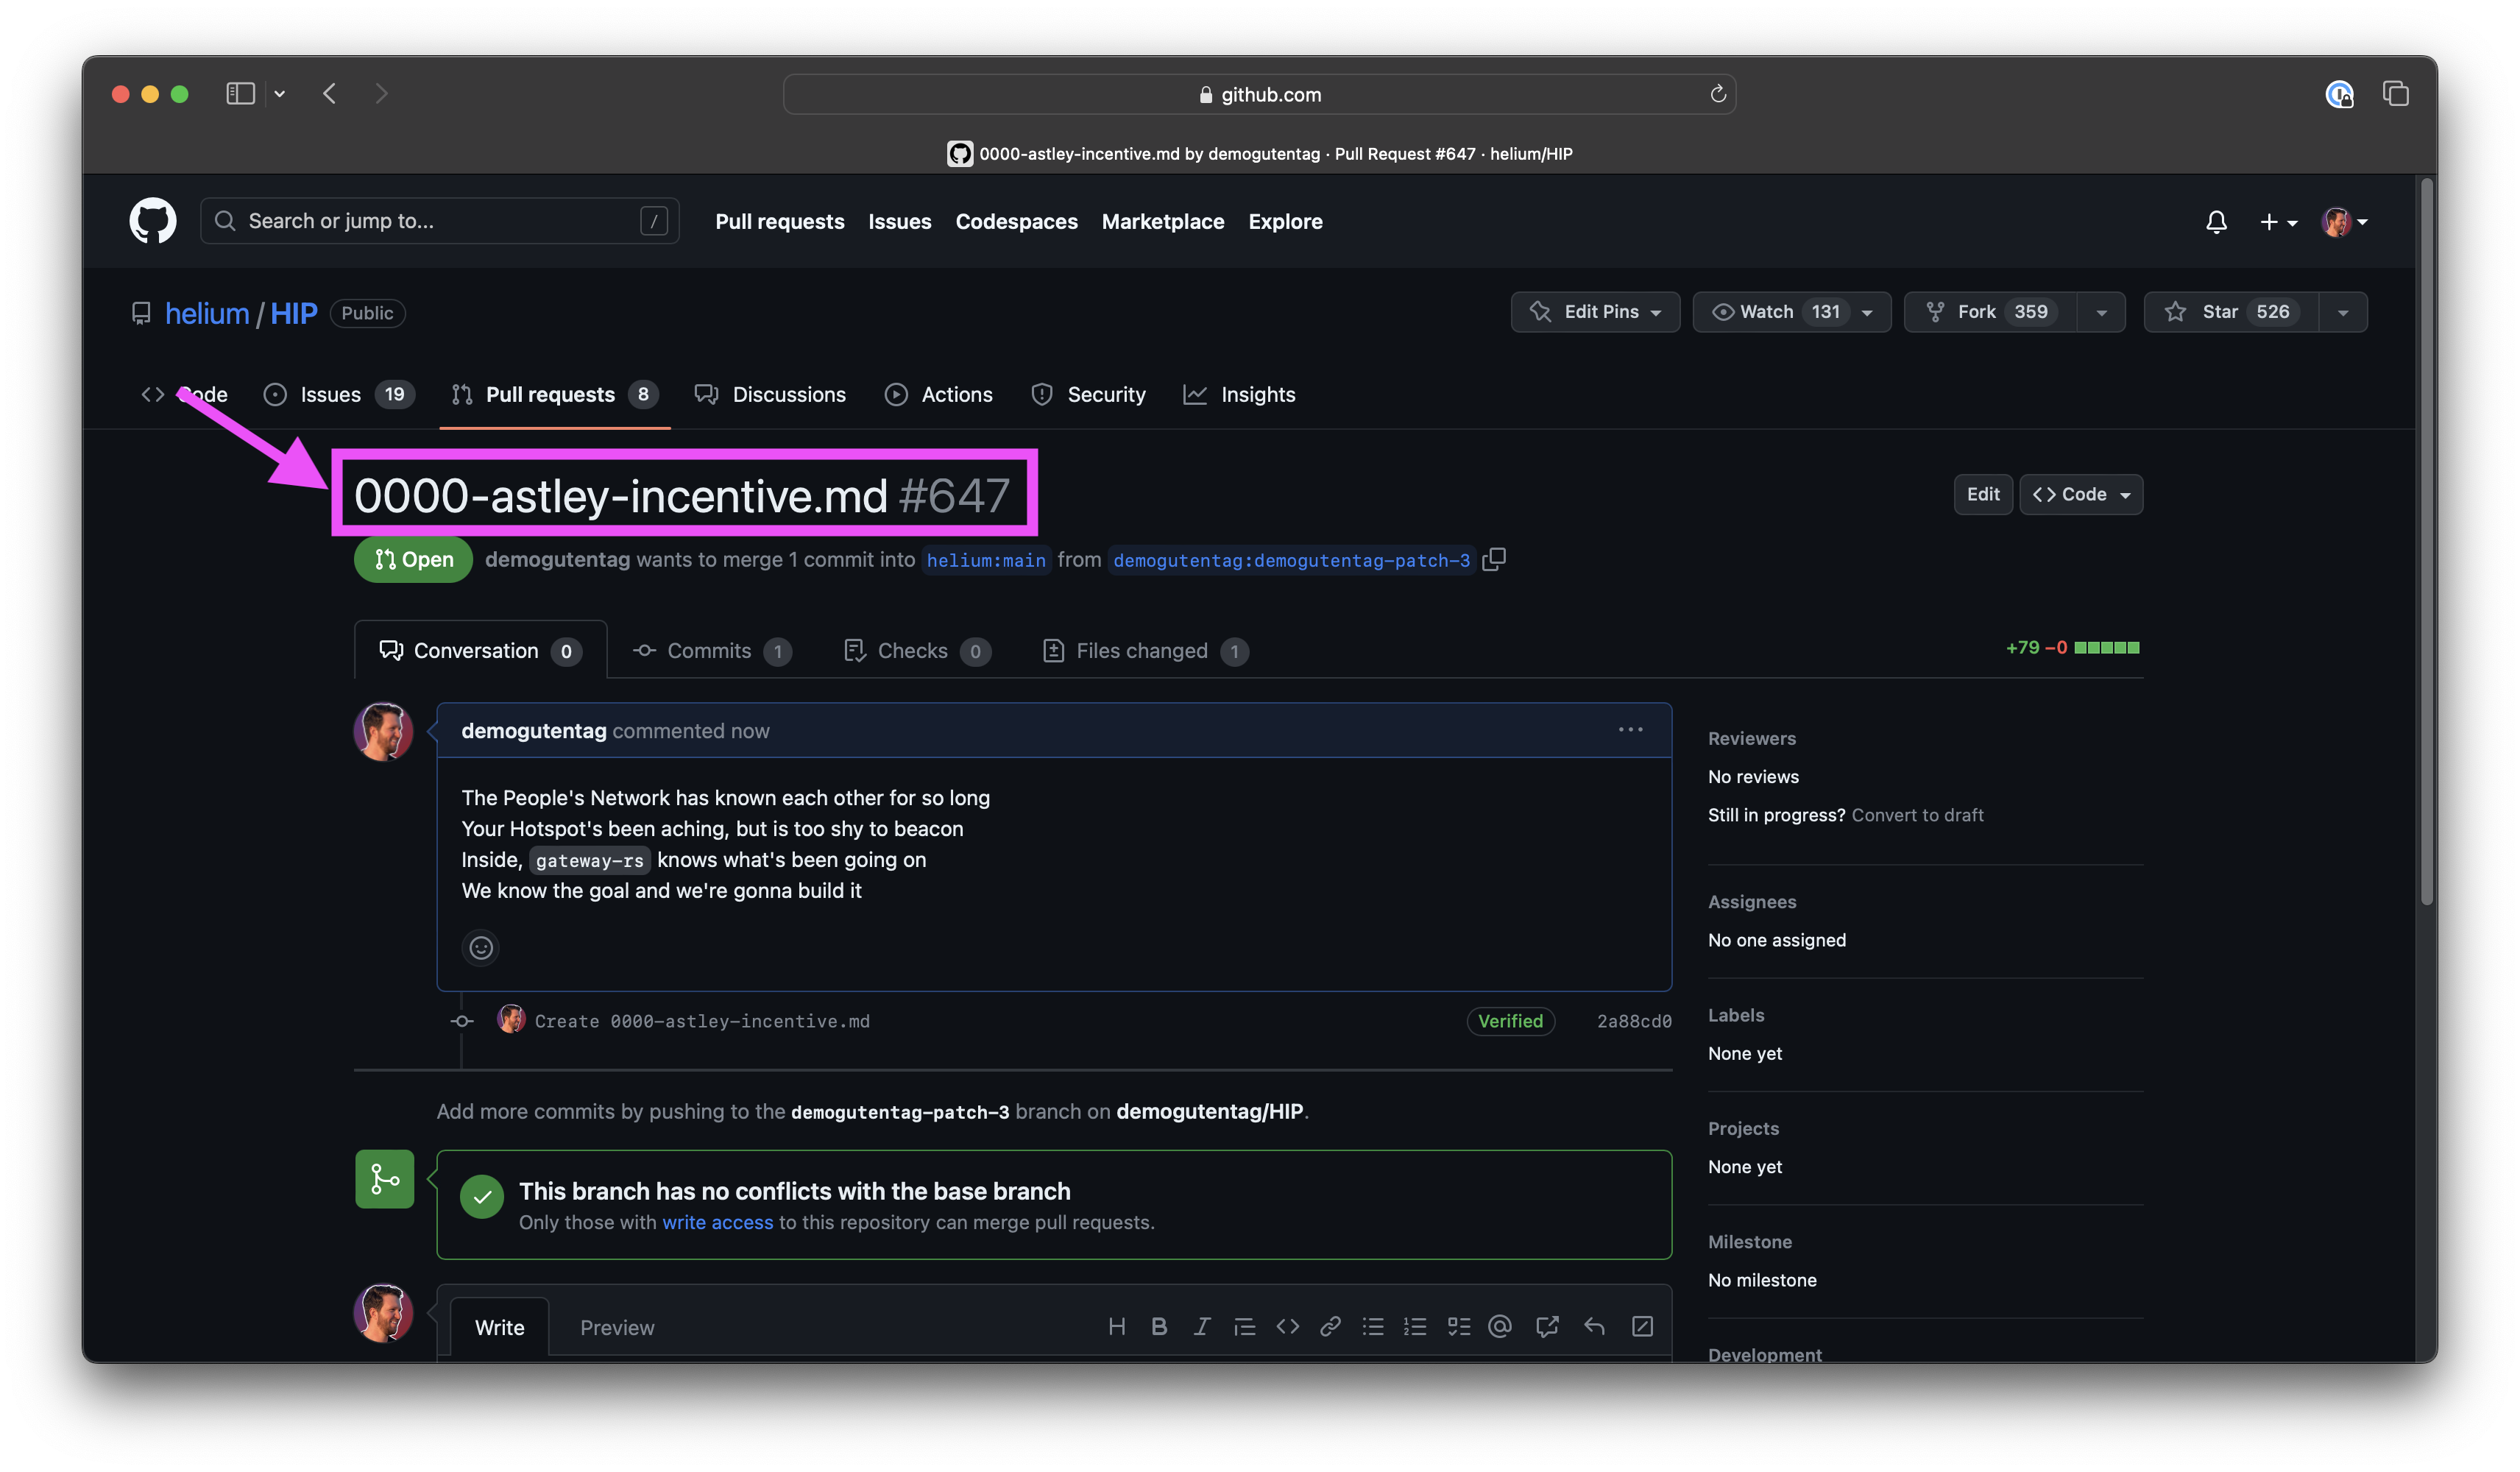 github.com
0000-astley-incentive.md by demogutentag · Pull Request #647 · helium/HIP
Search or jump to... /
Pull requests Issues Codespaces Marketplace Explore
helium / HIP Public
Edit Pins Watch 131 Fork 359 Star 526
Code Issues 19 Pull requests 8 Discussions Actions Security Insights
0000-astley-incentive.md #647
Edit Code
Open demogutentag wants to merge 1 commit into helium:main from demogutentag:demogutentag-patch-3
Conversation 0 Commits 1 Checks 0 Files changed 1
+79 −0
demogutentag commented now
The People's Network has known each other for so long
Your Hotspot's been aching, but is too shy to beacon
Inside, gateway-rs knows what's been going on
We know the goal and we're gonna build it
Create 0000-astley-incentive.md Verified 2a88cd0
Add more commits by pushing to the demogutentag-patch-3 branch on demogutentag/HIP.
This branch has no conflicts with the base branch
Only those with write access to this repository can merge pull requests.
Write Preview
Reviewers
No reviews
Still in progress? Convert to draft
Assignees
No one assigned
Labels
None yet
Projects
None yet
Milestone
No milestone
Development